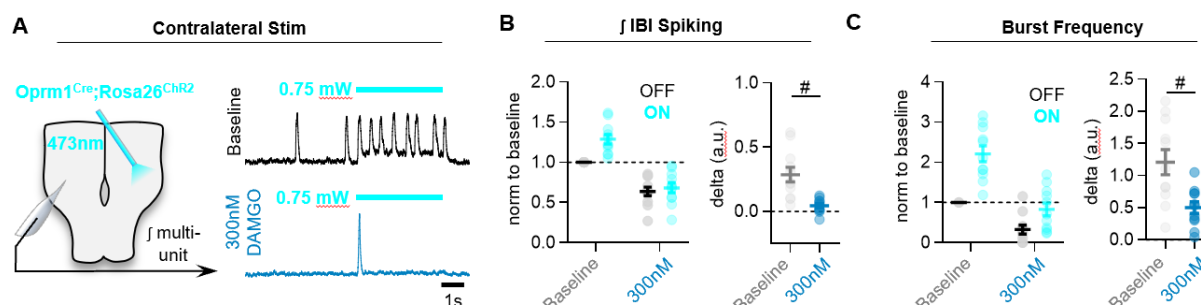 A
Contralateral Stim
Oprm1Cre;Rosa26ChR2
473nm
∫ multi-
unit
Baseline
0.75 mW
300nM
DAMGO
0.75 mW
1s
B
∫ IBI Spiking
norm to baseline
2.0
1.5
1.0
0.5
0.0
OFF
ON
Baseline
300nM
delta (a.u.)
1.0
0.5
0.0
#
Baseline
300nM
C
Burst Frequency
norm to baseline
4
3
2
1
0
OFF
ON
Baseline
300nM
delta (a.u.)
2.5
2.0
1.5
1.0
0.5
0.0
#
Baseline
300nM